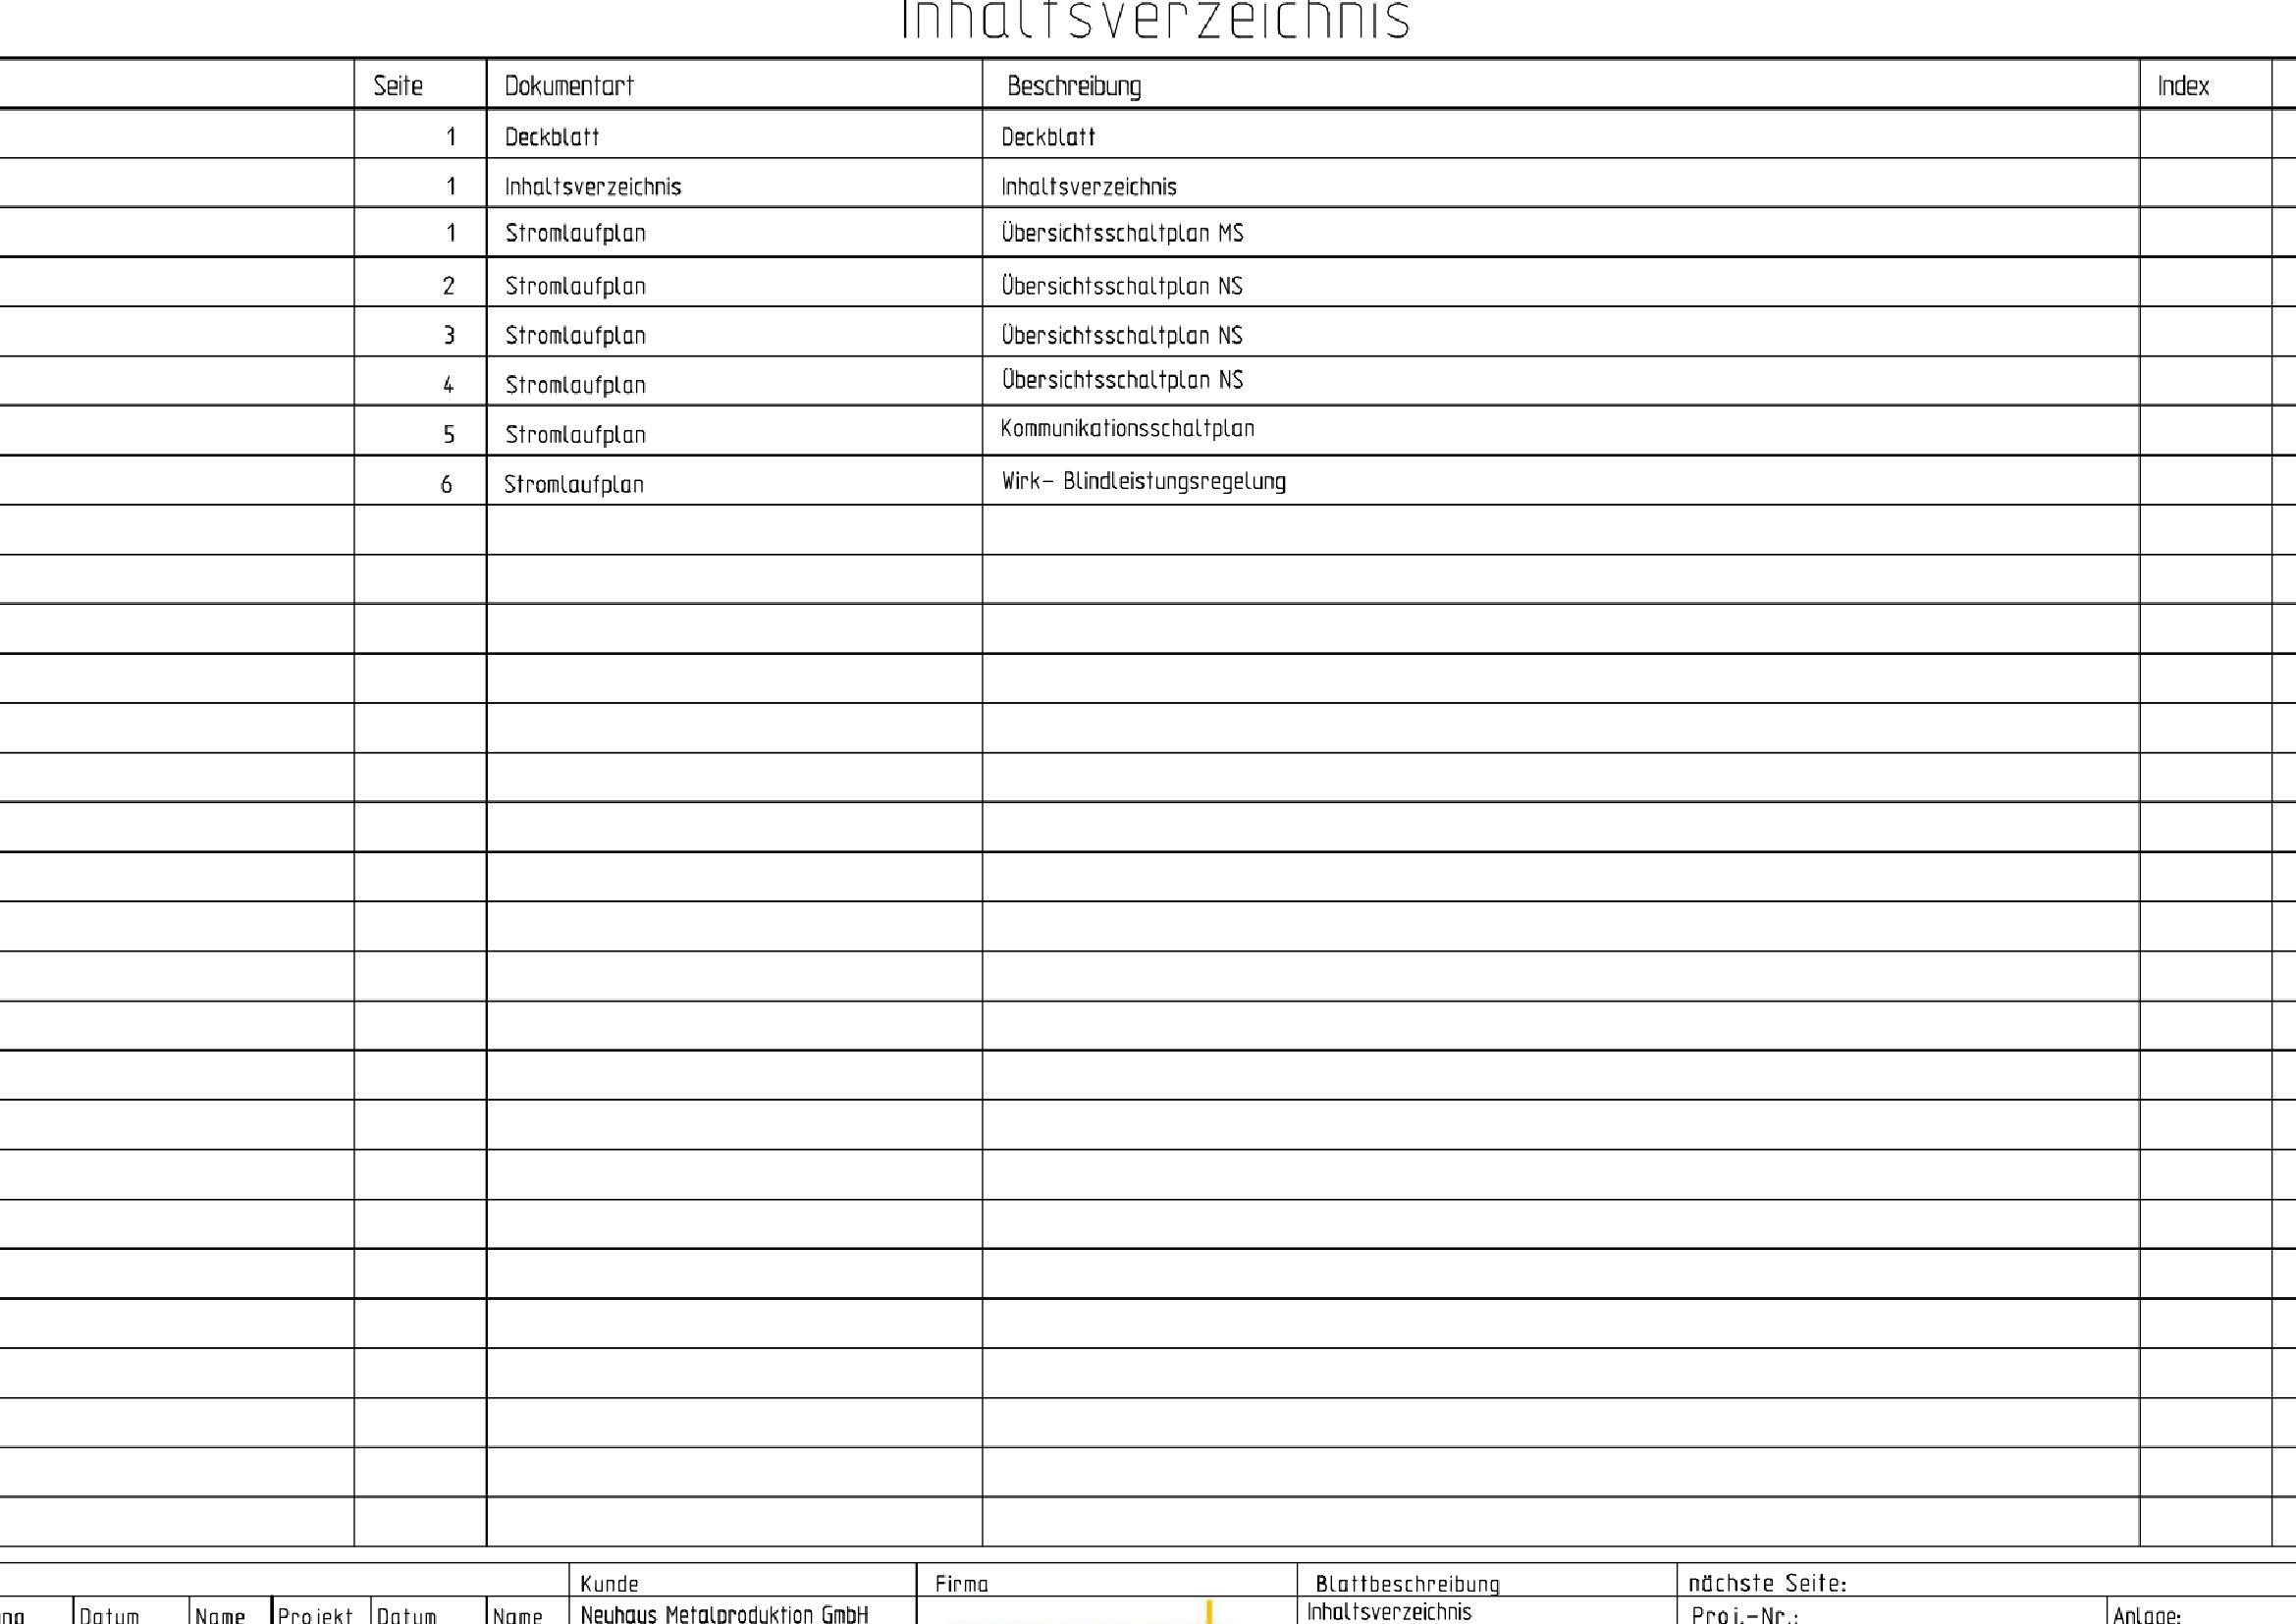 Inhaltsverzeichnis
Seite Dokumentart Beschreibung Index
1 Deckblatt Deckblatt
1 Inhaltsverzeichnis Inhaltsverzeichnis
1 Stromlaufplan Übersichtsschaltplan MS
2 Stromlaufplan Übersichtsschaltplan NS
3 Stromlaufplan Übersichtsschaltplan NS
4 Stromlaufplan Übersichtsschaltplan NS
5 Stromlaufplan Kommunikationsschaltplan
6 Stromlaufplan Wirk- Blindleistungsregelung
Kunde Firma Blattbeschreibung nächste Seite:
Datum Name Projekt Datum Name Neuhaus Metalproduktion GmbH Inhaltsverzeichnis Proj.-Nr.: Anlage: